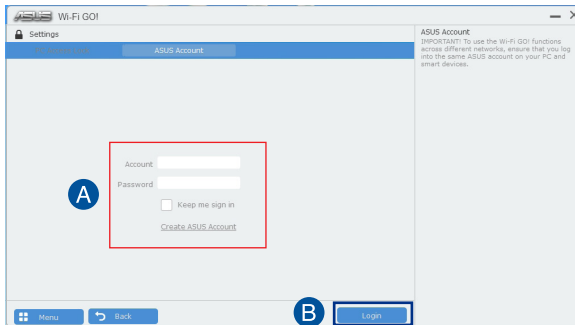 ASUS Wi-Fi GO!
Settings
ASUS Account
Account
Password
Keep me sign in
Create ASUS Account
A
Menu
Back
B
Login
ASUS Account
IMPORTANT! To use the Wi-Fi GO! functions
across different networks, ensure that you log
into the same ASUS account on your PC and
smart devices.